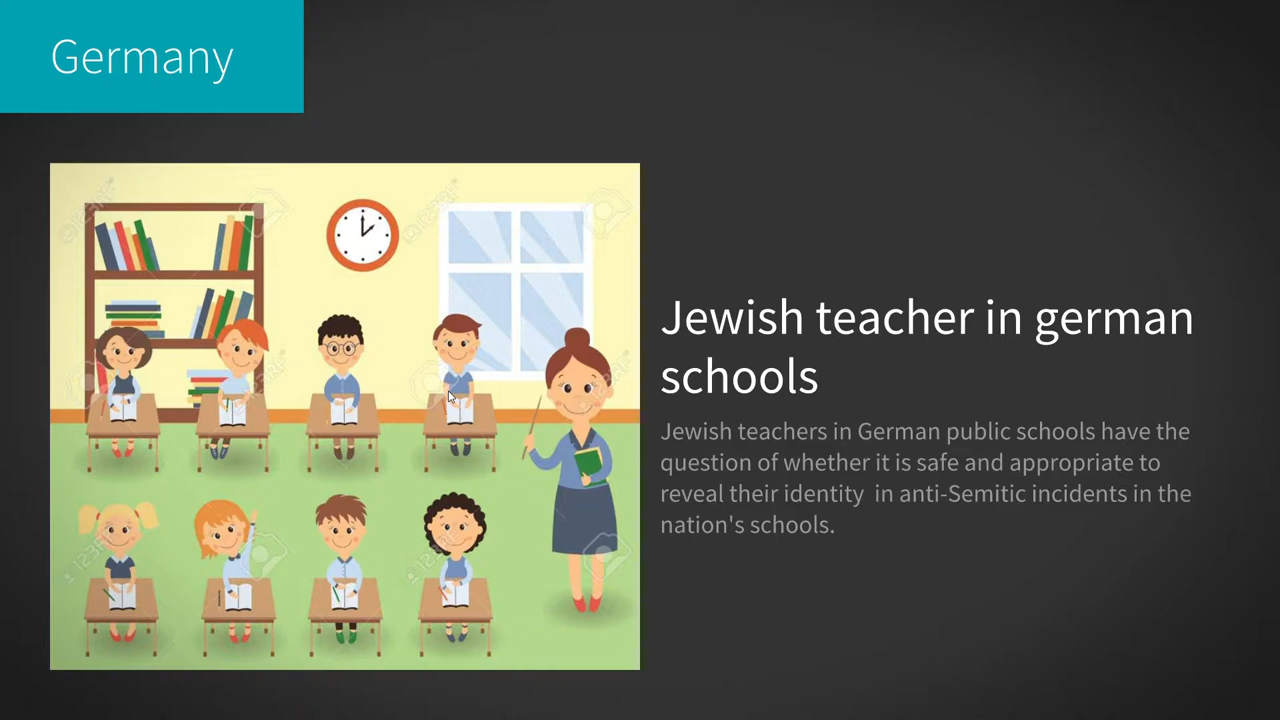 Germany
Jewish teacher in german
schools
Jewish teachers in German public schools have the
question of whether it is safe and appropriate to
reveal their identity  in anti-Semitic incidents in the
nation's schools.